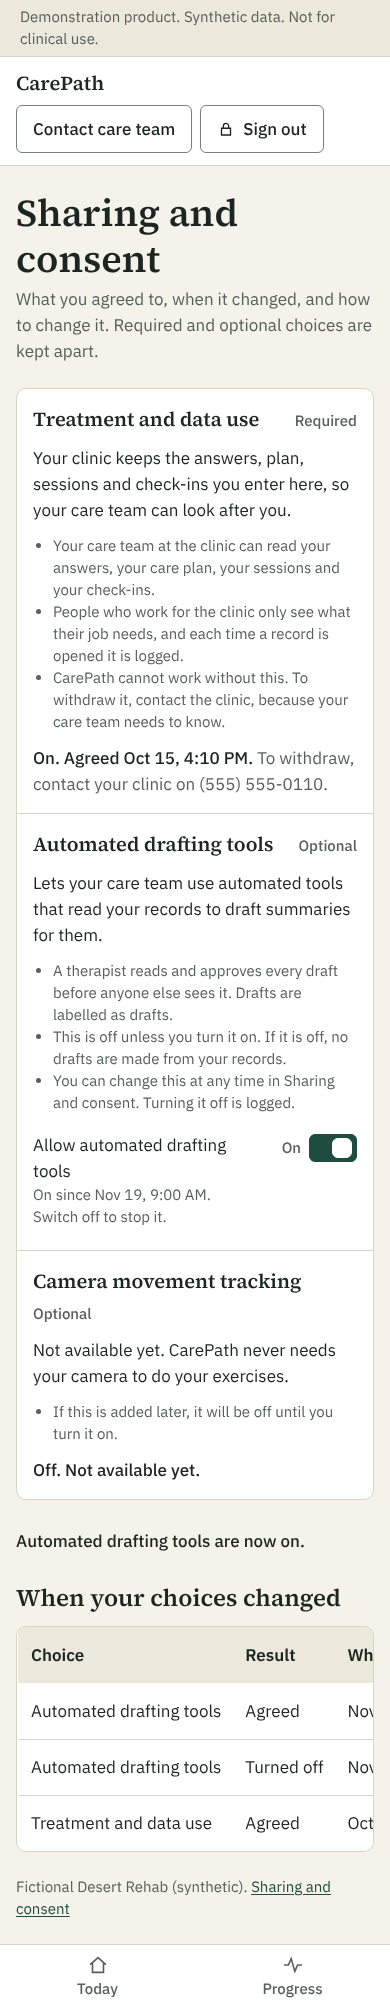 Demonstration product. Synthetic data. Not for
clinical use.
CarePath
Contact care team
Sign out
Sharing and
consent
What you agreed to, when it changed, and how
to change it. Required and optional choices are
kept apart.
Treatment and data use Required
Your clinic keeps the answers, plan,
sessions and check-ins you enter here, so
your care team can look after you.
• Your care team at the clinic can read your
answers, your care plan, your sessions and
your check-ins.
• People who work for the clinic only see what
their job needs, and each time a record is
opened it is logged.
• CarePath cannot work without this. To
withdraw it, contact the clinic, because your
care team needs to know.
On. Agreed Oct 15, 4:10 PM. To withdraw,
contact your clinic on (555) 555-0110.
Automated drafting tools Optional
Lets your care team use automated tools
that read your records to draft summaries
for them.
• A therapist reads and approves every draft
before anyone else sees it. Drafts are
labelled as drafts.
• This is off unless you turn it on. If it is off, no
drafts are made from your records.
• You can change this at any time in Sharing
and consent. Turning it off is logged.
Allow automated drafting
tools
On
On since Nov 19, 9:00 AM.
Switch off to stop it.
Camera movement tracking
Optional
Not available yet. CarePath never needs
your camera to do your exercises.
• If this is added later, it will be off until you
turn it on.
Off. Not available yet.
Automated drafting tools are now on.
When your choices changed
Choice Result Wh
Automated drafting tools Agreed Nov
Automated drafting tools Turned off Nov
Treatment and data use Agreed Oct
Fictional Desert Rehab (synthetic). Sharing and
consent
Today Progress